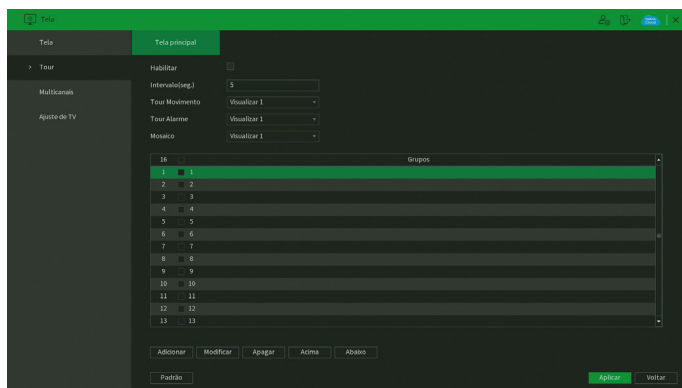 Tela
Tela Tela principal
Tour Habilitar
Intervalo(seg.) 5
Multicanais Tour Movimento Visualizar 1
Ajuste de TV Tour Alarme Visualizar 1
Mosaico Visualizar 1
16 Grupos
1 1
2 2
3 3
4 4
5 5
6 6
7 7
8 8
9 9
10 10
11 11
12 12
13 13
Adicionar Modificar Apagar Acima Abaixo
Padrão Aplicar Voltar